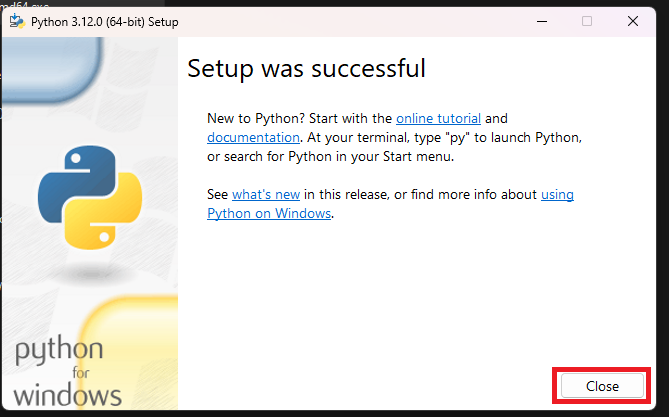 Python 3.12.0 (64-bit) Setup
Setup was successful
New to Python? Start with the online tutorial and
documentation. At your terminal, type "py" to launch Python,
or search for Python in your Start menu.
See what's new in this release, or find more info about using
Python on Windows.
python
for
windows
Close